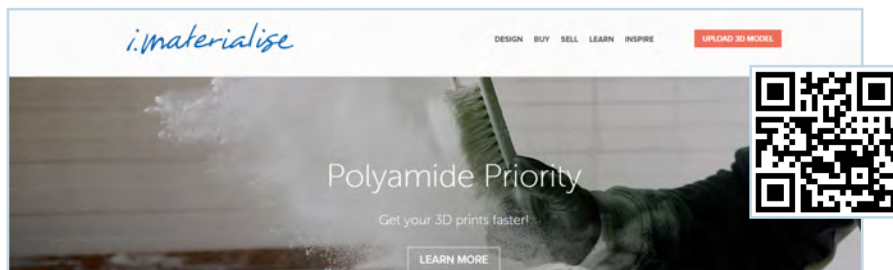 i.materialise
DESIGN BUY SELL LEARN INSPIRE
UPLOAD 3D MODEL
Polyamide Priority
Get your 3D prints faster!
LEARN MORE